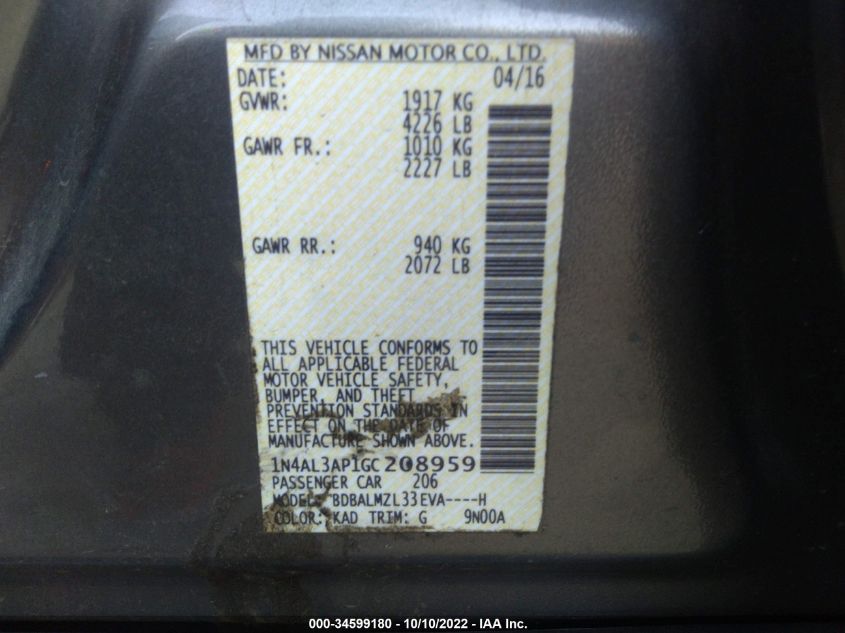 MFD BY NISSAN MOTOR CO., LTD.
DATE: 04/16
GVWR: 1917 KG
4226 LB
GAWR FR.: 1010 KG
2227 LB
GAWR RR.: 940 KG
2072 LB
THIS VEHICLE CONFORMS TO
ALL APPLICABLE FEDERAL
MOTOR VEHICLE SAFETY,
BUMPER, AND THEFT
PREVENTION STANDARDS IN
EFFECT ON THE DATE OF
MANUFACTURE SHOWN ABOVE.
1N4AL3AP1GC208959
PASSENGER CAR 206
MODEL: BDBALMZL33EVA----H
COLOR: KAD TRIM: G 9N00A
000-34599180 - 10/10/2022 - IAA Inc.